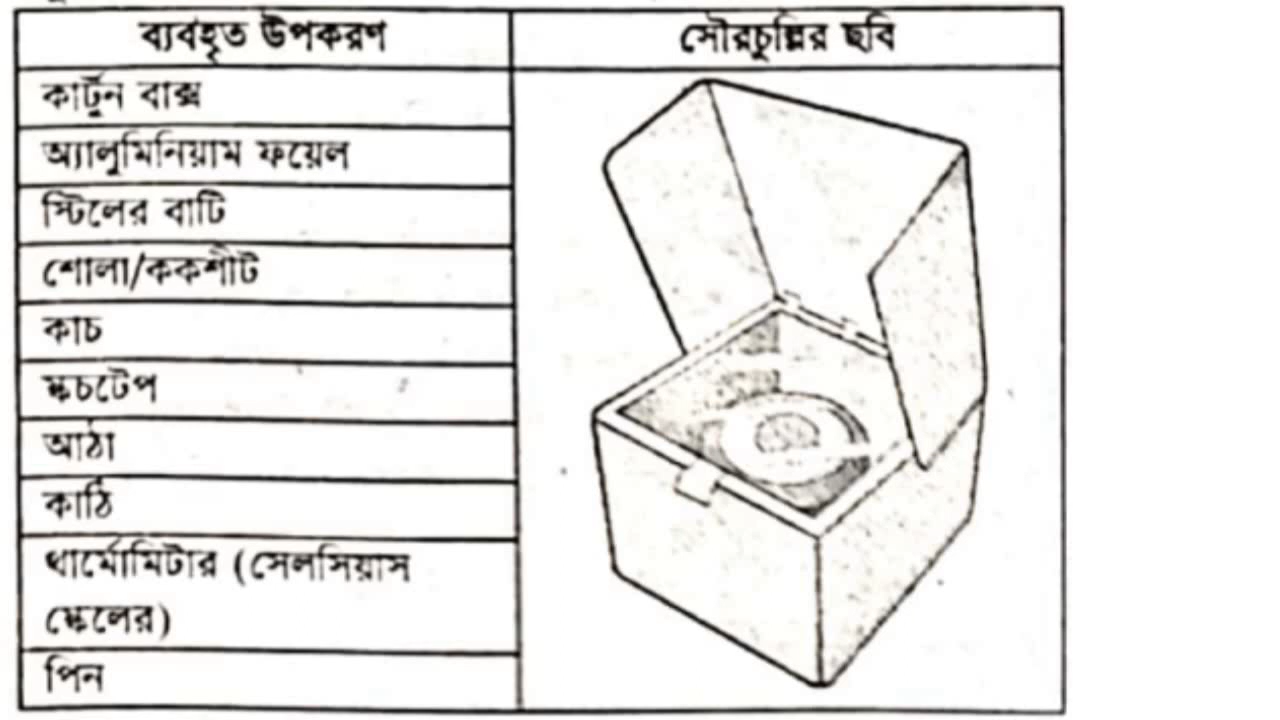 ব্যবহৃত উপকরণ
সৌরচুল্লির ছবি
কার্টুন বাক্স
অ্যালুমিনিয়াম ফয়েল
স্টিলের বাটি
শোলা/ককশীট
কাচ
স্কচটেপ
আঠা
কাঠি
থার্মোমিটার (সেলসিয়াস
স্কেলের)
পিন